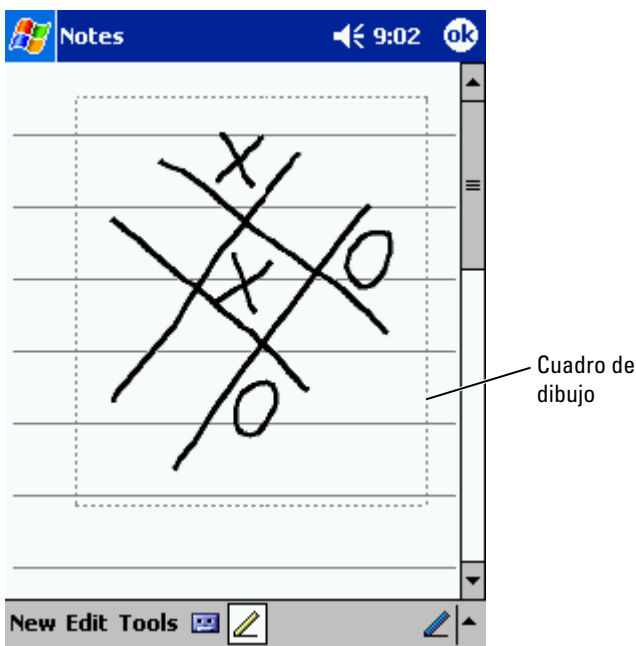 Notes 9:02 ok
X
X O
O
Cuadro de
dibujo
New Edit Tools